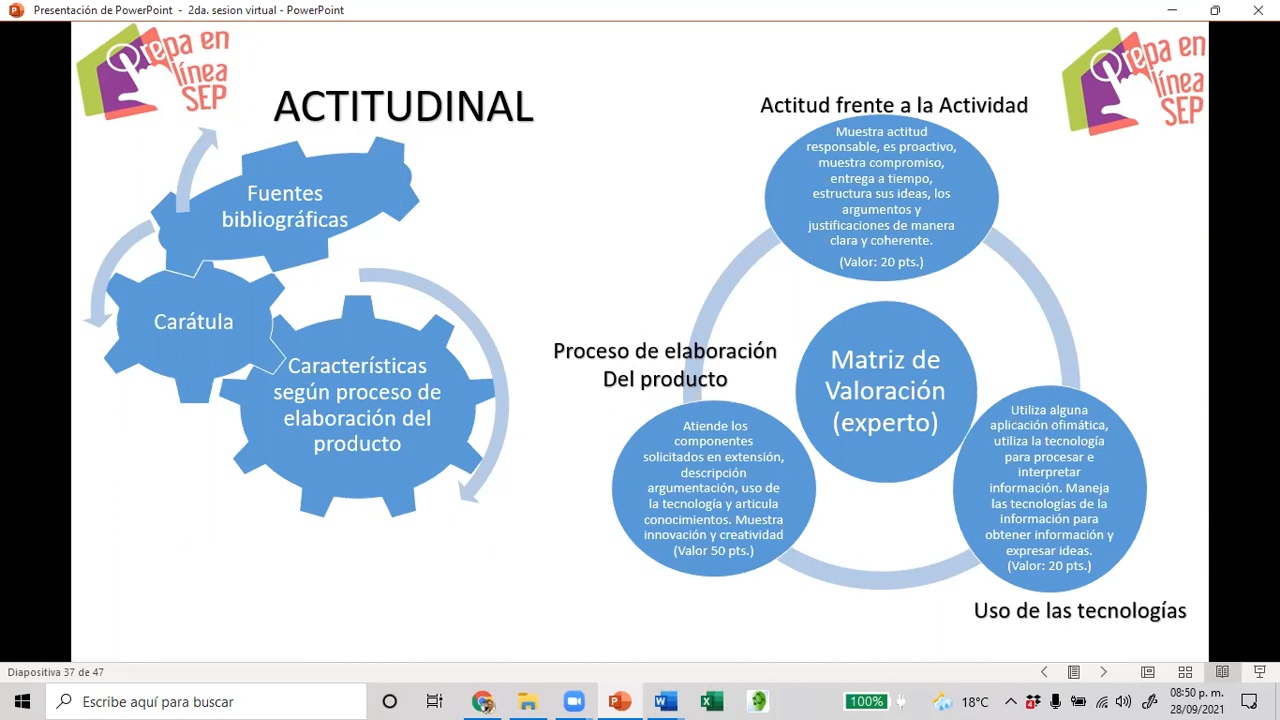 Presentación de PowerPoint - 2da. sesion virtual - PowerPoint
Prepa en
línea
SEP
ACTITUDINAL
Fuentes
bibliográficas
Carátula
Características
según proceso de
elaboración del
producto
Prepa en
línea
SEP
Actitud frente a la Actividad
Muestra actitud
responsable, es proactivo,
muestra compromiso,
entrega a tiempo,
estructura sus ideas, los
argumentos y
justificaciones de manera
clara y coherente.
(Valor: 20 pts.)
Proceso de elaboración
Del producto
Matriz de
Valoración
(experto)
Atiende los
componentes
solicitados en extensión,
descripción
argumentación, uso de
la tecnología y articula
conocimientos. Muestra
innovación y creatividad
(Valor 50 pts.)
Utiliza alguna
aplicación ofimática,
utiliza la tecnología
para procesar e
interpretar
información. Maneja
las tecnologías de la
información para
obtener información y
expresar ideas.
(Valor: 20 pts.)
Uso de las tecnologías
Diapositiva 37 de 47
Escribe aquí para buscar
100%
18°C
08:50 p. m.
28/09/2021